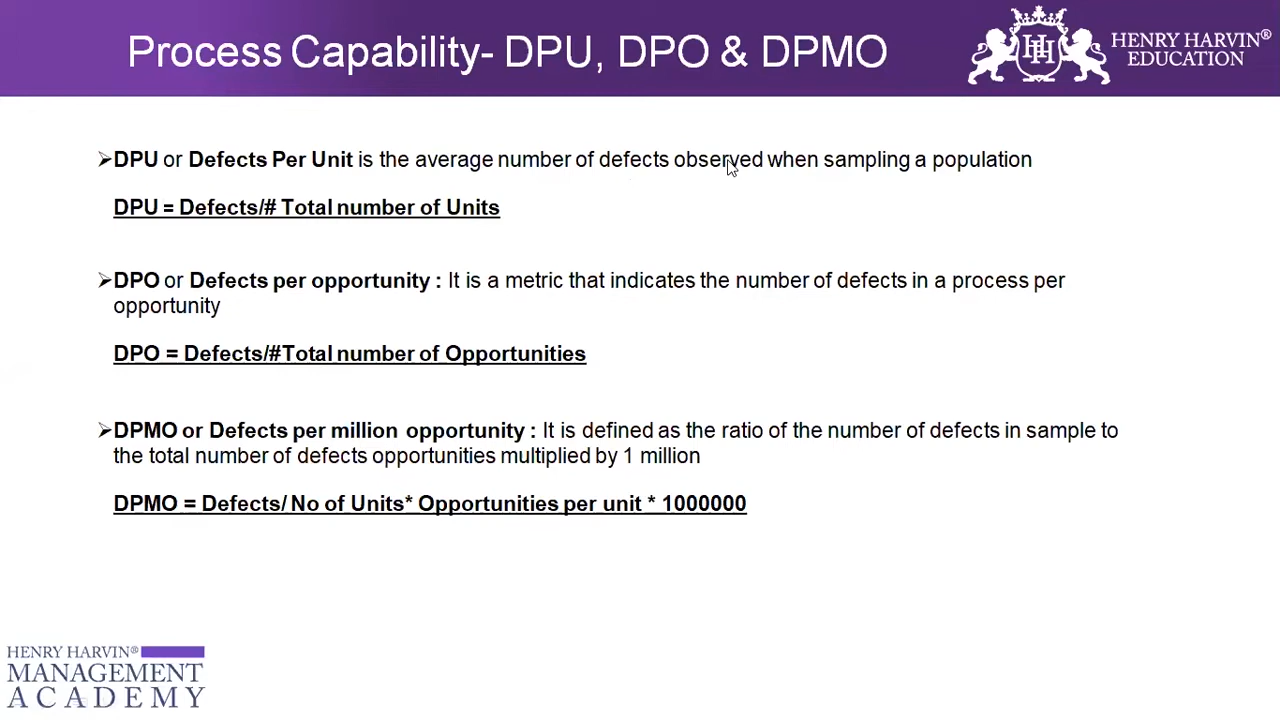 Process Capability- DPU, DPO & DPMO
HENRY HARVIN®
EDUCATION
➢DPU or Defects Per Unit is the average number of defects observed when sampling a population
DPU = Defects/# Total number of Units
➢DPO or Defects per opportunity : It is a metric that indicates the number of defects in a process per
opportunity
DPO = Defects/#Total number of Opportunities
➢DPMO or Defects per million opportunity : It is defined as the ratio of the number of defects in sample to
the total number of defects opportunities multiplied by 1 million
DPMO = Defects/ No of Units* Opportunities per unit * 1000000
HENRY HARVIN®
MANAGEMENT
ACADEMY